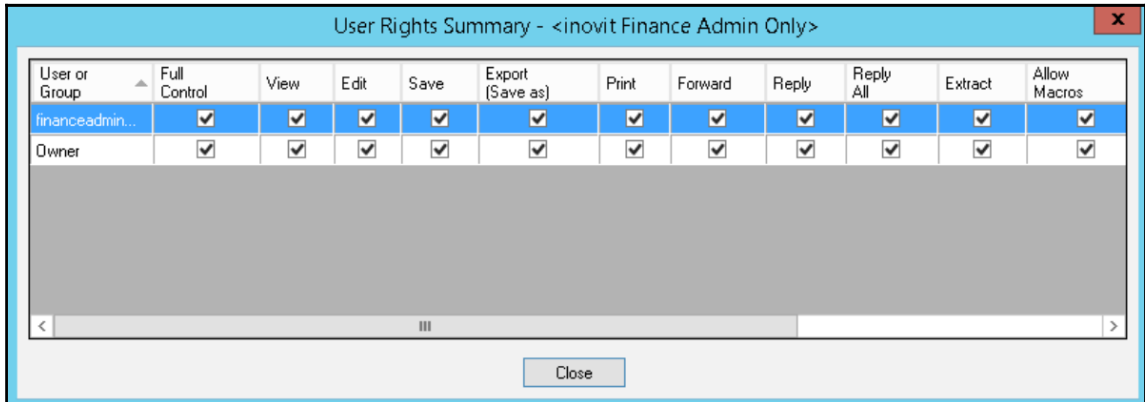 User Rights Summary - <inovit Finance Admin Only>
x
User or Group Full Control View Edit Save Export (Save as) Print Forward Reply Reply All Extract Allow Macros
financeadmin...
Owner
Close